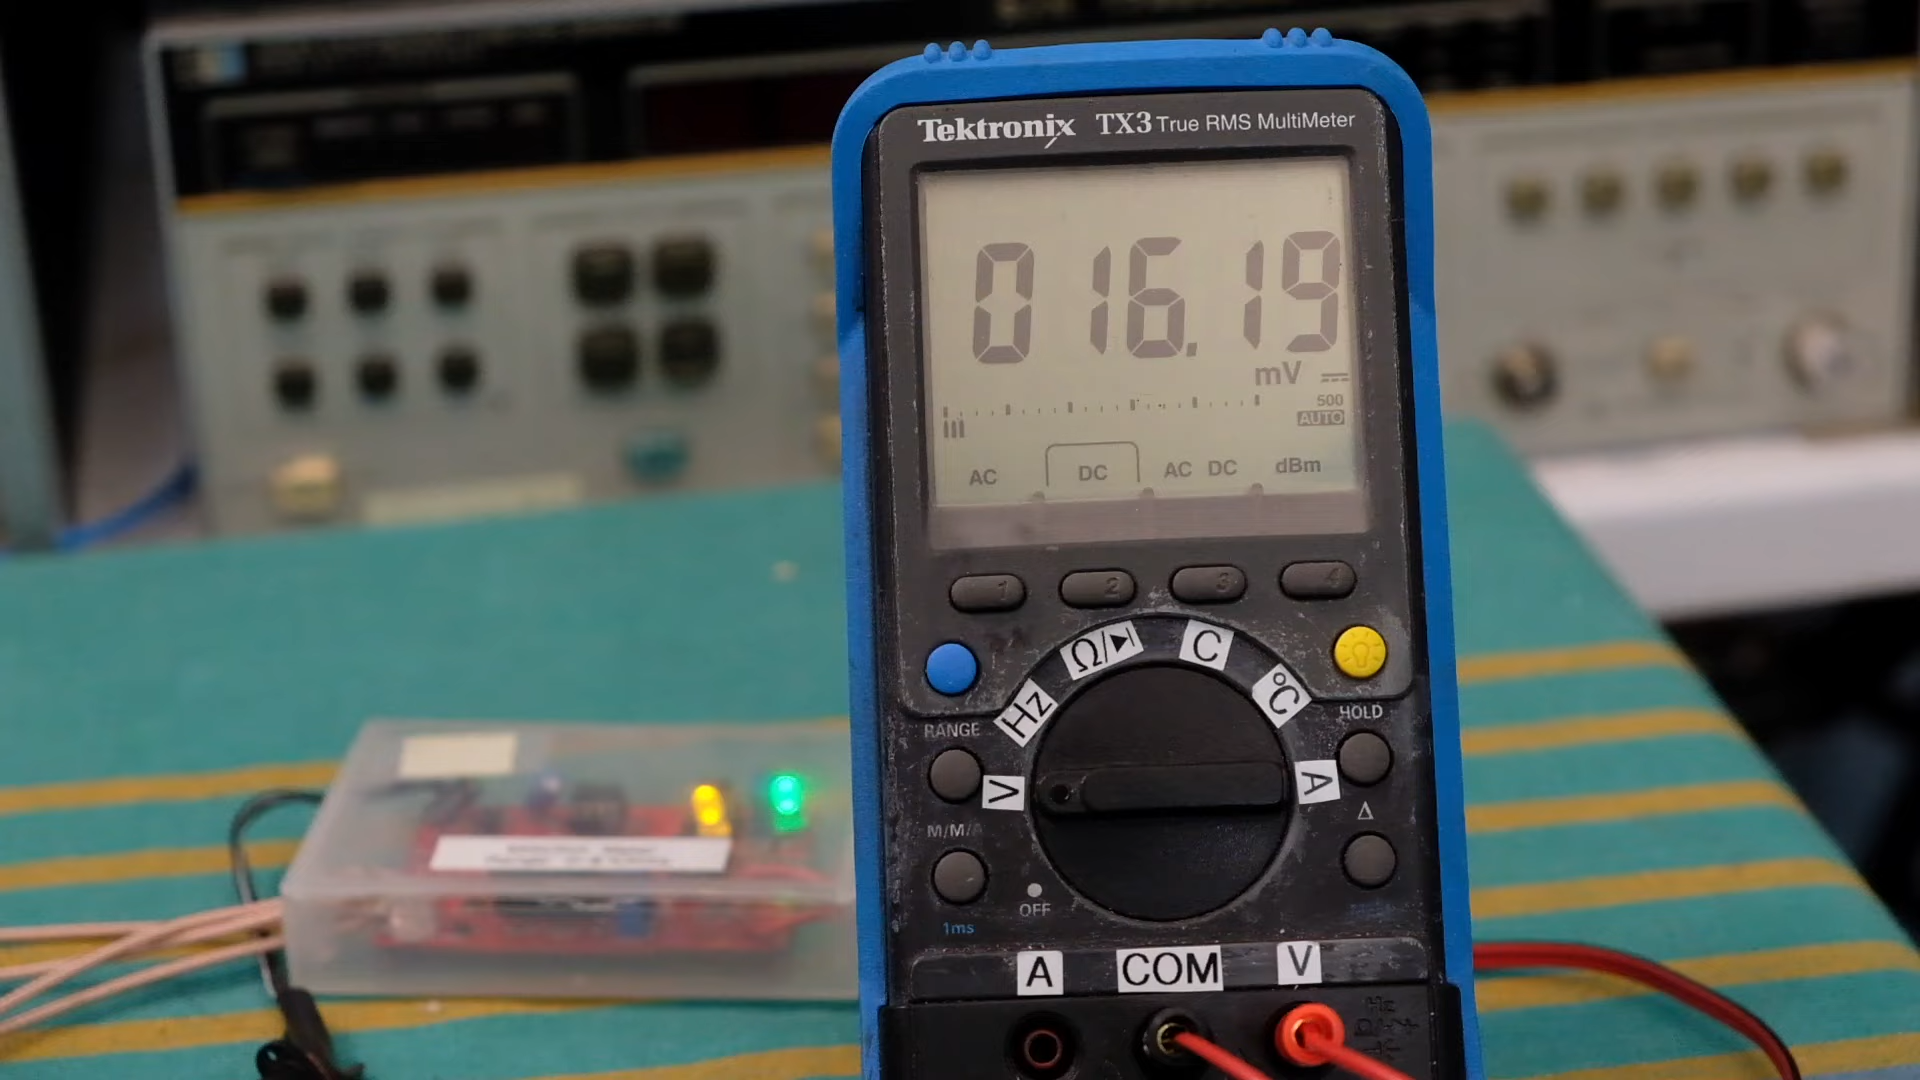 Tektronix TX3 True RMS MultiMeter
016.19
mV
500
AUTO
AC DC AC DC dBm
1 2 3 4
Ω
C
Hz
°C
RANGE
HOLD
V
A
Δ
M/M/
OFF
1ms
A COM V
Hz